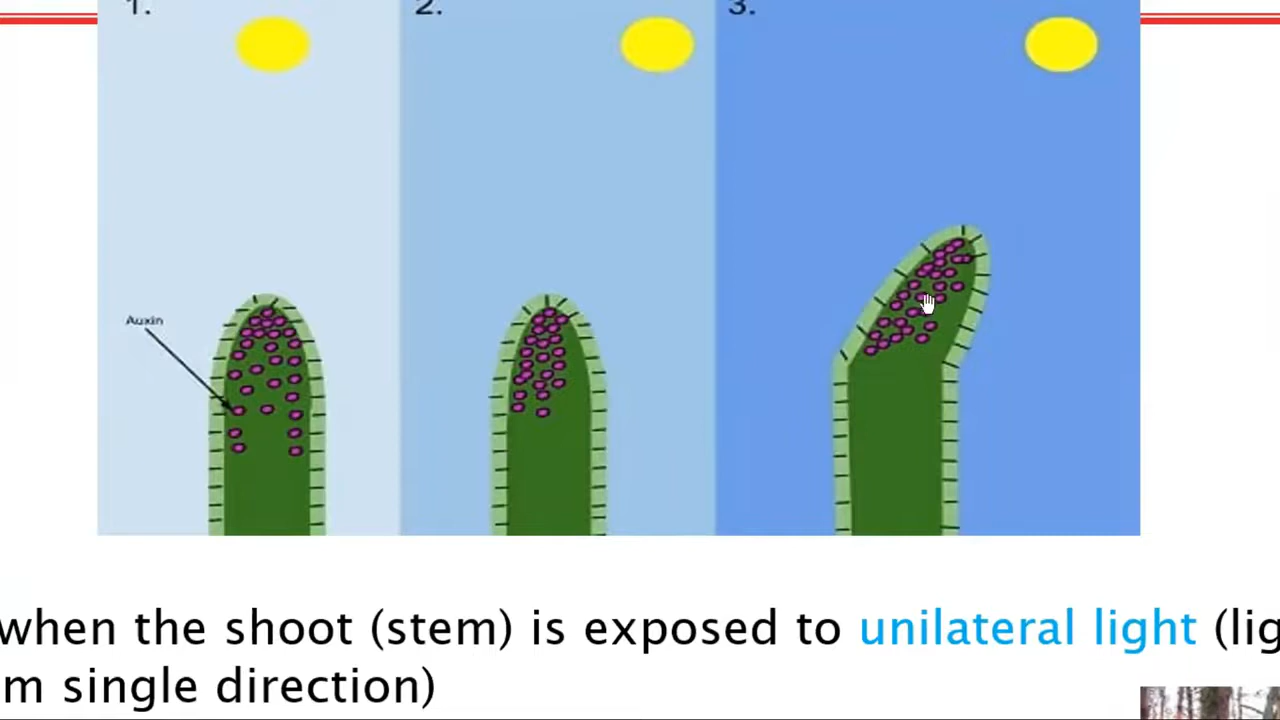 1. 2. 3.
Auxin
when the shoot (stem) is exposed to unilateral light (lig
m single direction)